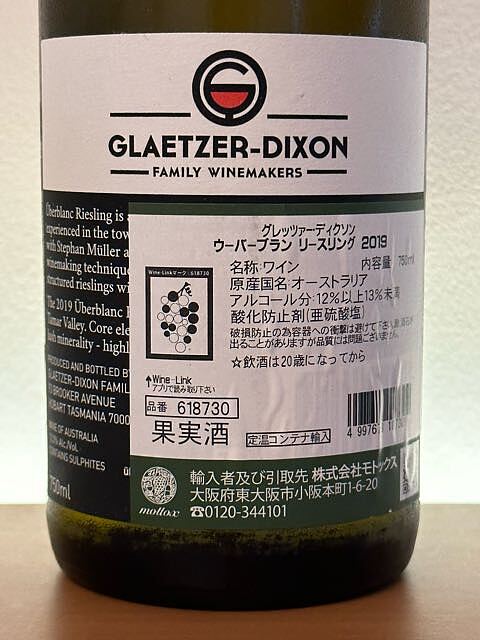 GLAETZER-DIXON
FAMILY WINEMAKERS
Überblanc Riesling is
experienced in the tow
with Stephan Müller a
winemaking technique
structured rieslings wi
The 2019 Überblanc
Tamar Valley. Core ele
ish minerality - highl
PRODUCED AND BOTTLED BY
GLAETZER-DIXON FAMIL
BROOKER AVENUE
HOBART TASMANIA 7000
WINE OF AUSTRALIA
CONTAINS SULPHITES
750ml
グレッツァーディクソン
ウーバーブラン リースリング 2019
Wine-Linkマーク:618730
名称:ワイン 内容量 750ml
原産国名:オーストラリア
アルコール分:12%以上13%未満
酸化防止剤(亜硫酸塩)
破損防止の為容器への衝撃は避けて下さい
出ることがありますが品質には問題ございま
☆飲酒は20歳になってから
↑Wine-Link
アプリで読み取り下さい
品番 618730
果実酒
定温コンテナ輸入
4 99761
輸入者及び引取先 株式会社モトックス
大阪府東大阪市小阪本町1-6-20
☎0120-344101
mottox